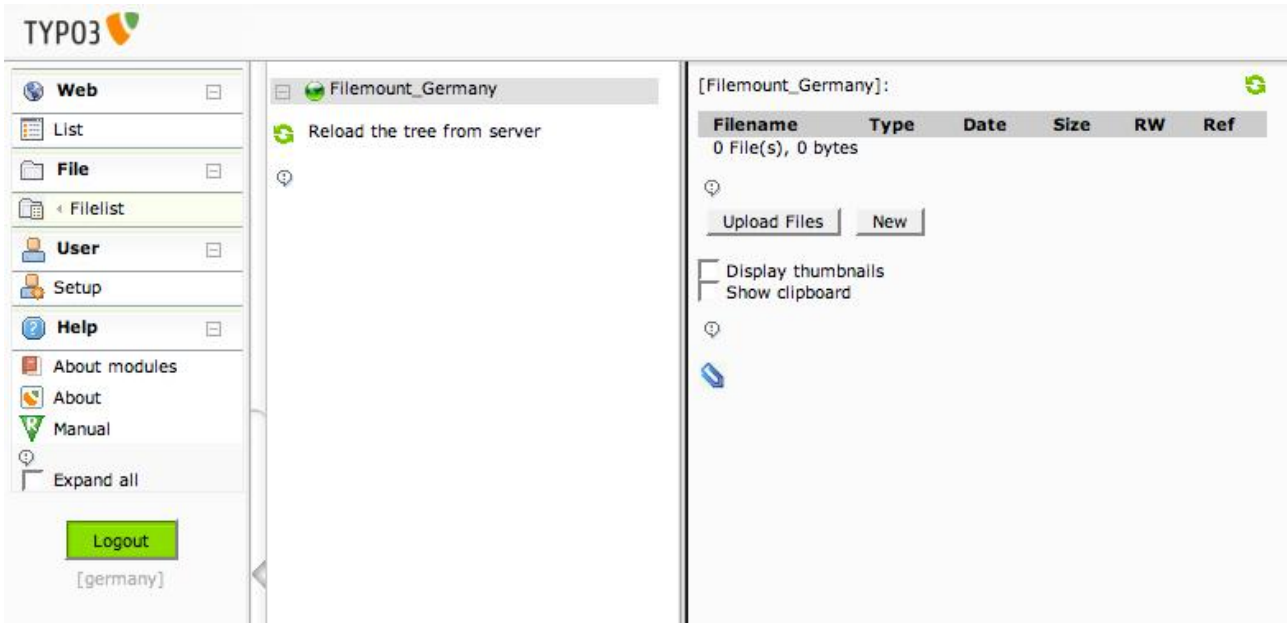 TYPO3
Web
List
File
Filelist
User
Setup
Help
About modules
About
Manual
Expand all
Logout
[germany]
Filemount_Germany
Reload the tree from server
[Filemount_Germany]:
Filename Type Date Size RW Ref
0 File(s), 0 bytes
Upload Files New
Display thumbnails
Show clipboard